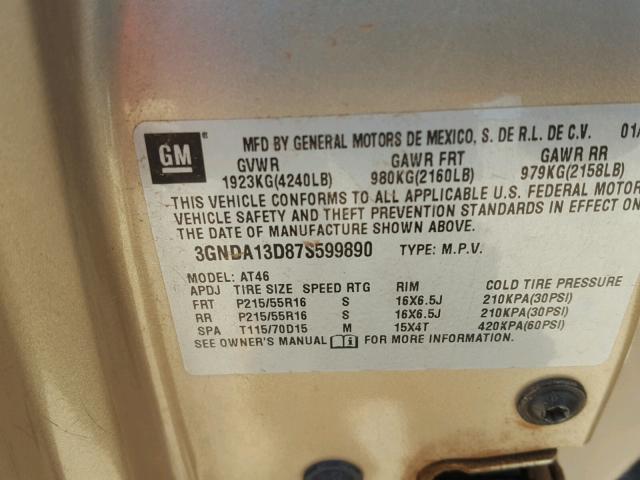 MFD BY GENERAL MOTORS DE MEXICO, S. DE R.L. DE C.V. 01/
GM ®
GVWR GAWR FRT GAWR RR
1923KG(4240LB) 980KG(2160LB) 979KG(2158LB)
THIS VEHICLE CONFORMS TO ALL APPLICABLE U.S. FEDERAL MOTOR
VEHICLE SAFETY AND THEFT PREVENTION STANDARDS IN EFFECT ON
THE DATE OF MANUFACTURE SHOWN ABOVE.
3GNDA13D87S599890 TYPE: M.P.V.
MODEL: AT46
APDJ TIRE SIZE SPEED RTG RIM COLD TIRE PRESSURE
FRT P215/55R16 S 16X6.5J 210KPA(30PSI)
RR P215/55R16 S 16X6.5J 210KPA(30PSI)
SPA T115/70D15 M 15X4T 420KPA(60PSI)
SEE OWNER'S MANUAL FOR MORE INFORMATION.